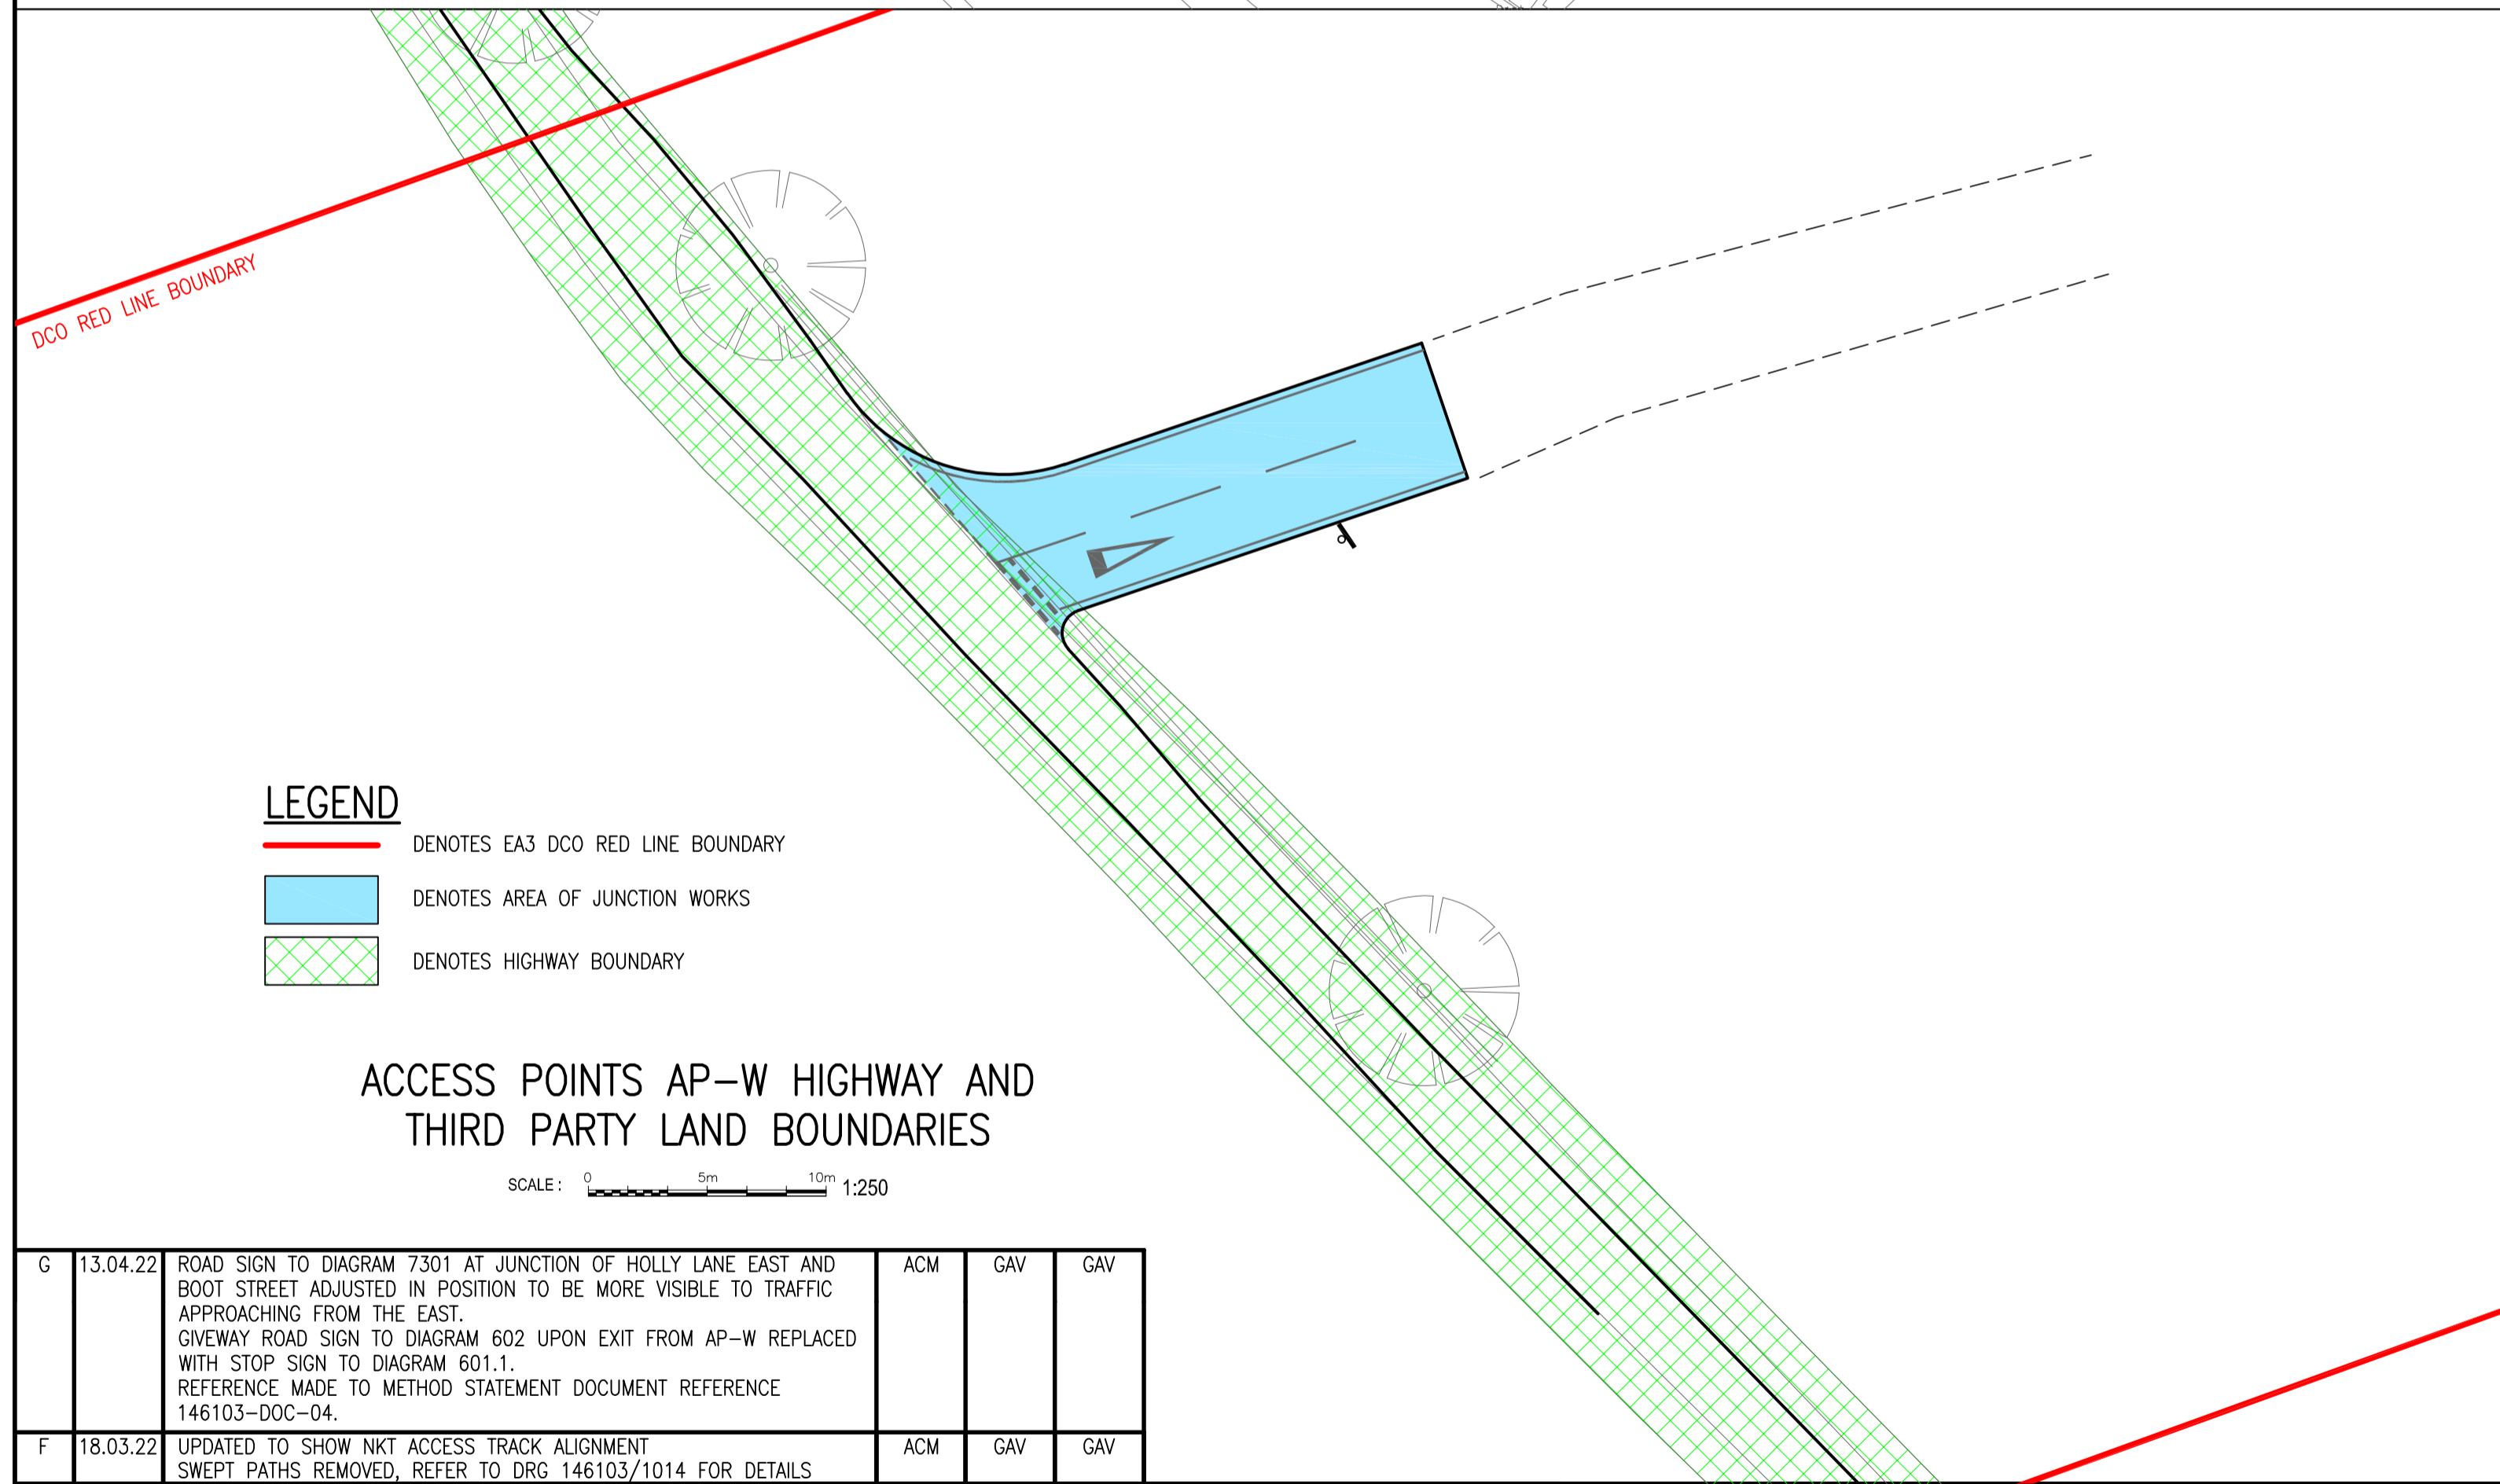 DCO RED LINE BOUNDARY
LEGEND
DENOTES EA3 DCO RED LINE BOUNDARY
DENOTES AREA OF JUNCTION WORKS
DENOTES HIGHWAY BOUNDARY
ACCESS POINTS AP-W HIGHWAY AND
THIRD PARTY LAND BOUNDARIES
SCALE: 0 5m 10m 1:250
G 13.04.22 ROAD SIGN TO DIAGRAM 7301 AT JUNCTION OF HOLLY LANE EAST AND ACM GAV GAV
BOOT STREET ADJUSTED IN POSITION TO BE MORE VISIBLE TO TRAFFIC
APPROACHING FROM THE EAST.
GIVEWAY ROAD SIGN TO DIAGRAM 602 UPON EXIT FROM AP-W REPLACED
WITH STOP SIGN TO DIAGRAM 601.1.
REFERENCE MADE TO METHOD STATEMENT DOCUMENT REFERENCE
146103-DOC-04.
F 18.03.22 UPDATED TO SHOW NKT ACCESS TRACK ALIGNMENT ACM GAV GAV
SWEPT PATHS REMOVED, REFER TO DRG 146103/1014 FOR DETAILS